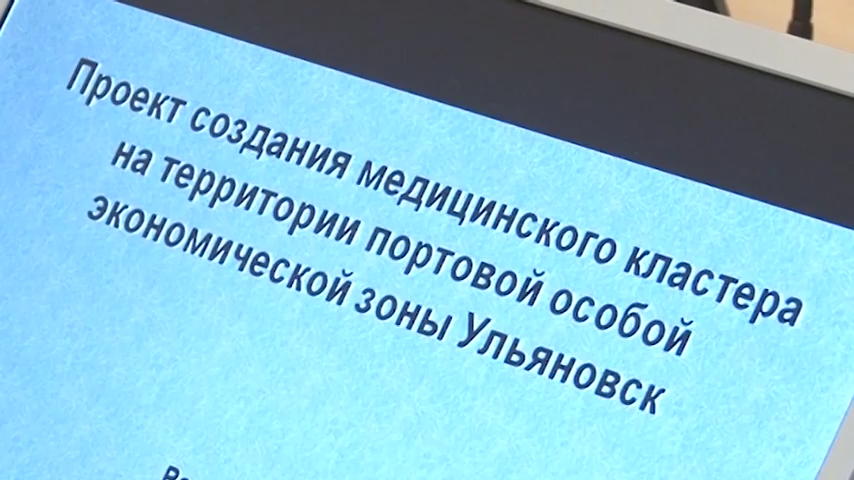 Проект создания медицинского кластера
на территории портовой особой
экономической зоны Ульяновск